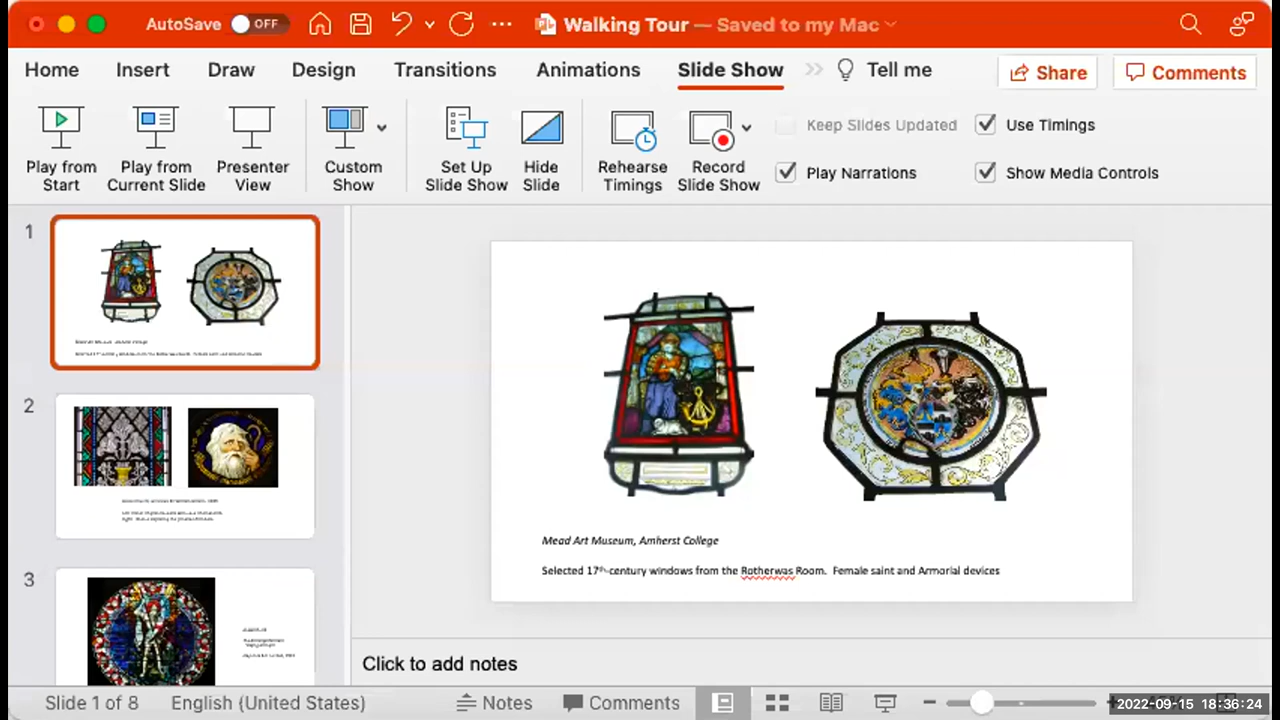 AutoSave OFF Walking Tour — Saved to my Mac
Home Insert Draw Design Transitions Animations Slide Show Tell me Share Comments
Play from Start
Play from Current Slide
Presenter View
Custom Show
Set Up Slide Show
Hide Slide
Rehearse Timings
Record Slide Show
Keep Slides Updated
Use Timings
Play Narrations
Show Media Controls
1
2
3
Mead Art Museum, Amherst College
Selected 17th-century windows from the Rotherwas Room. Female saint and Armorial devices
Click to add notes
Slide 1 of 8 English (United States) Notes Comments
2022-09-15 18:36:24